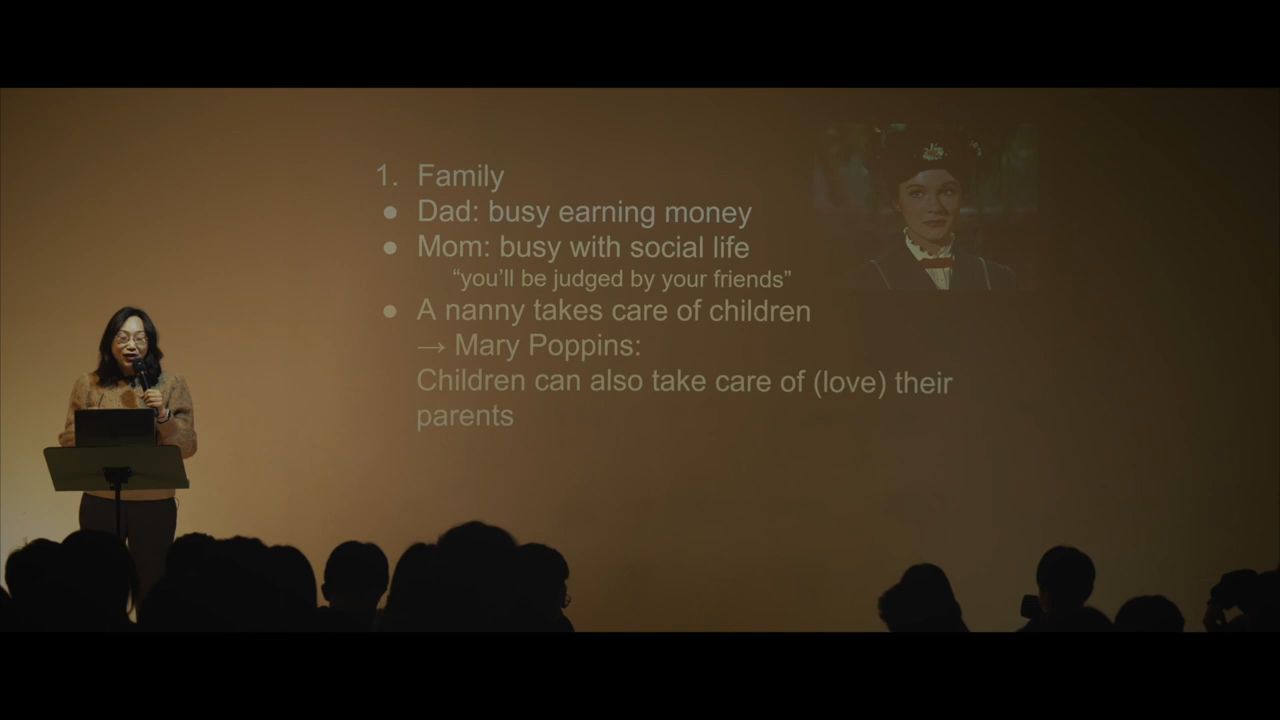 1. Family
● Dad: busy earning money
● Mom: busy with social life
“you’ll be judged by your friends”
● A nanny takes care of children
→ Mary Poppins:
Children can also take care of (love) their
parents